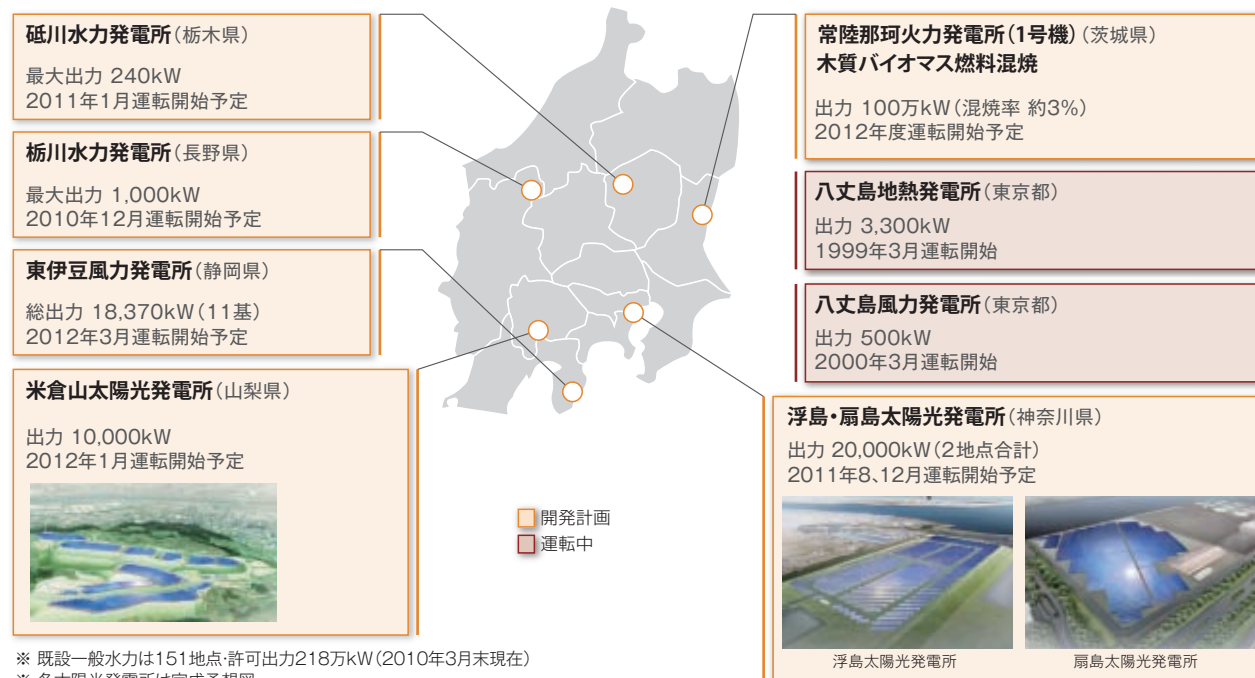 砥川水力発電所(栃木県)
最大出力 240kW
2011年1月運転開始予定
栃川水力発電所(長野県)
最大出力 1,000kW
2010年12月運転開始予定
東伊豆風力発電所(静岡県)
総出力 18,370kW(11基)
2012年3月運転開始予定
米倉山太陽光発電所(山梨県)
出力 10,000kW
2012年1月運転開始予定
常陸那珂火力発電所(1号機)(茨城県)
木質バイオマス燃料混焼
出力 100万kW(混焼率 約3%)
2012年度運転開始予定
八丈島地熱発電所(東京都)
出力 3,300kW
1999年3月運転開始
八丈島風力発電所(東京都)
出力 500kW
2000年3月運転開始
浮島・扇島太陽光発電所(神奈川県)
出力 20,000kW(2地点合計)
2011年8、12月運転開始予定
浮島太陽光発電所
扇島太陽光発電所
開発計画
運転中
※ 既設一般水力は151地点・許可出力218万kW(2010年3月末現在)
※ 各太陽光発電所は完成予想図